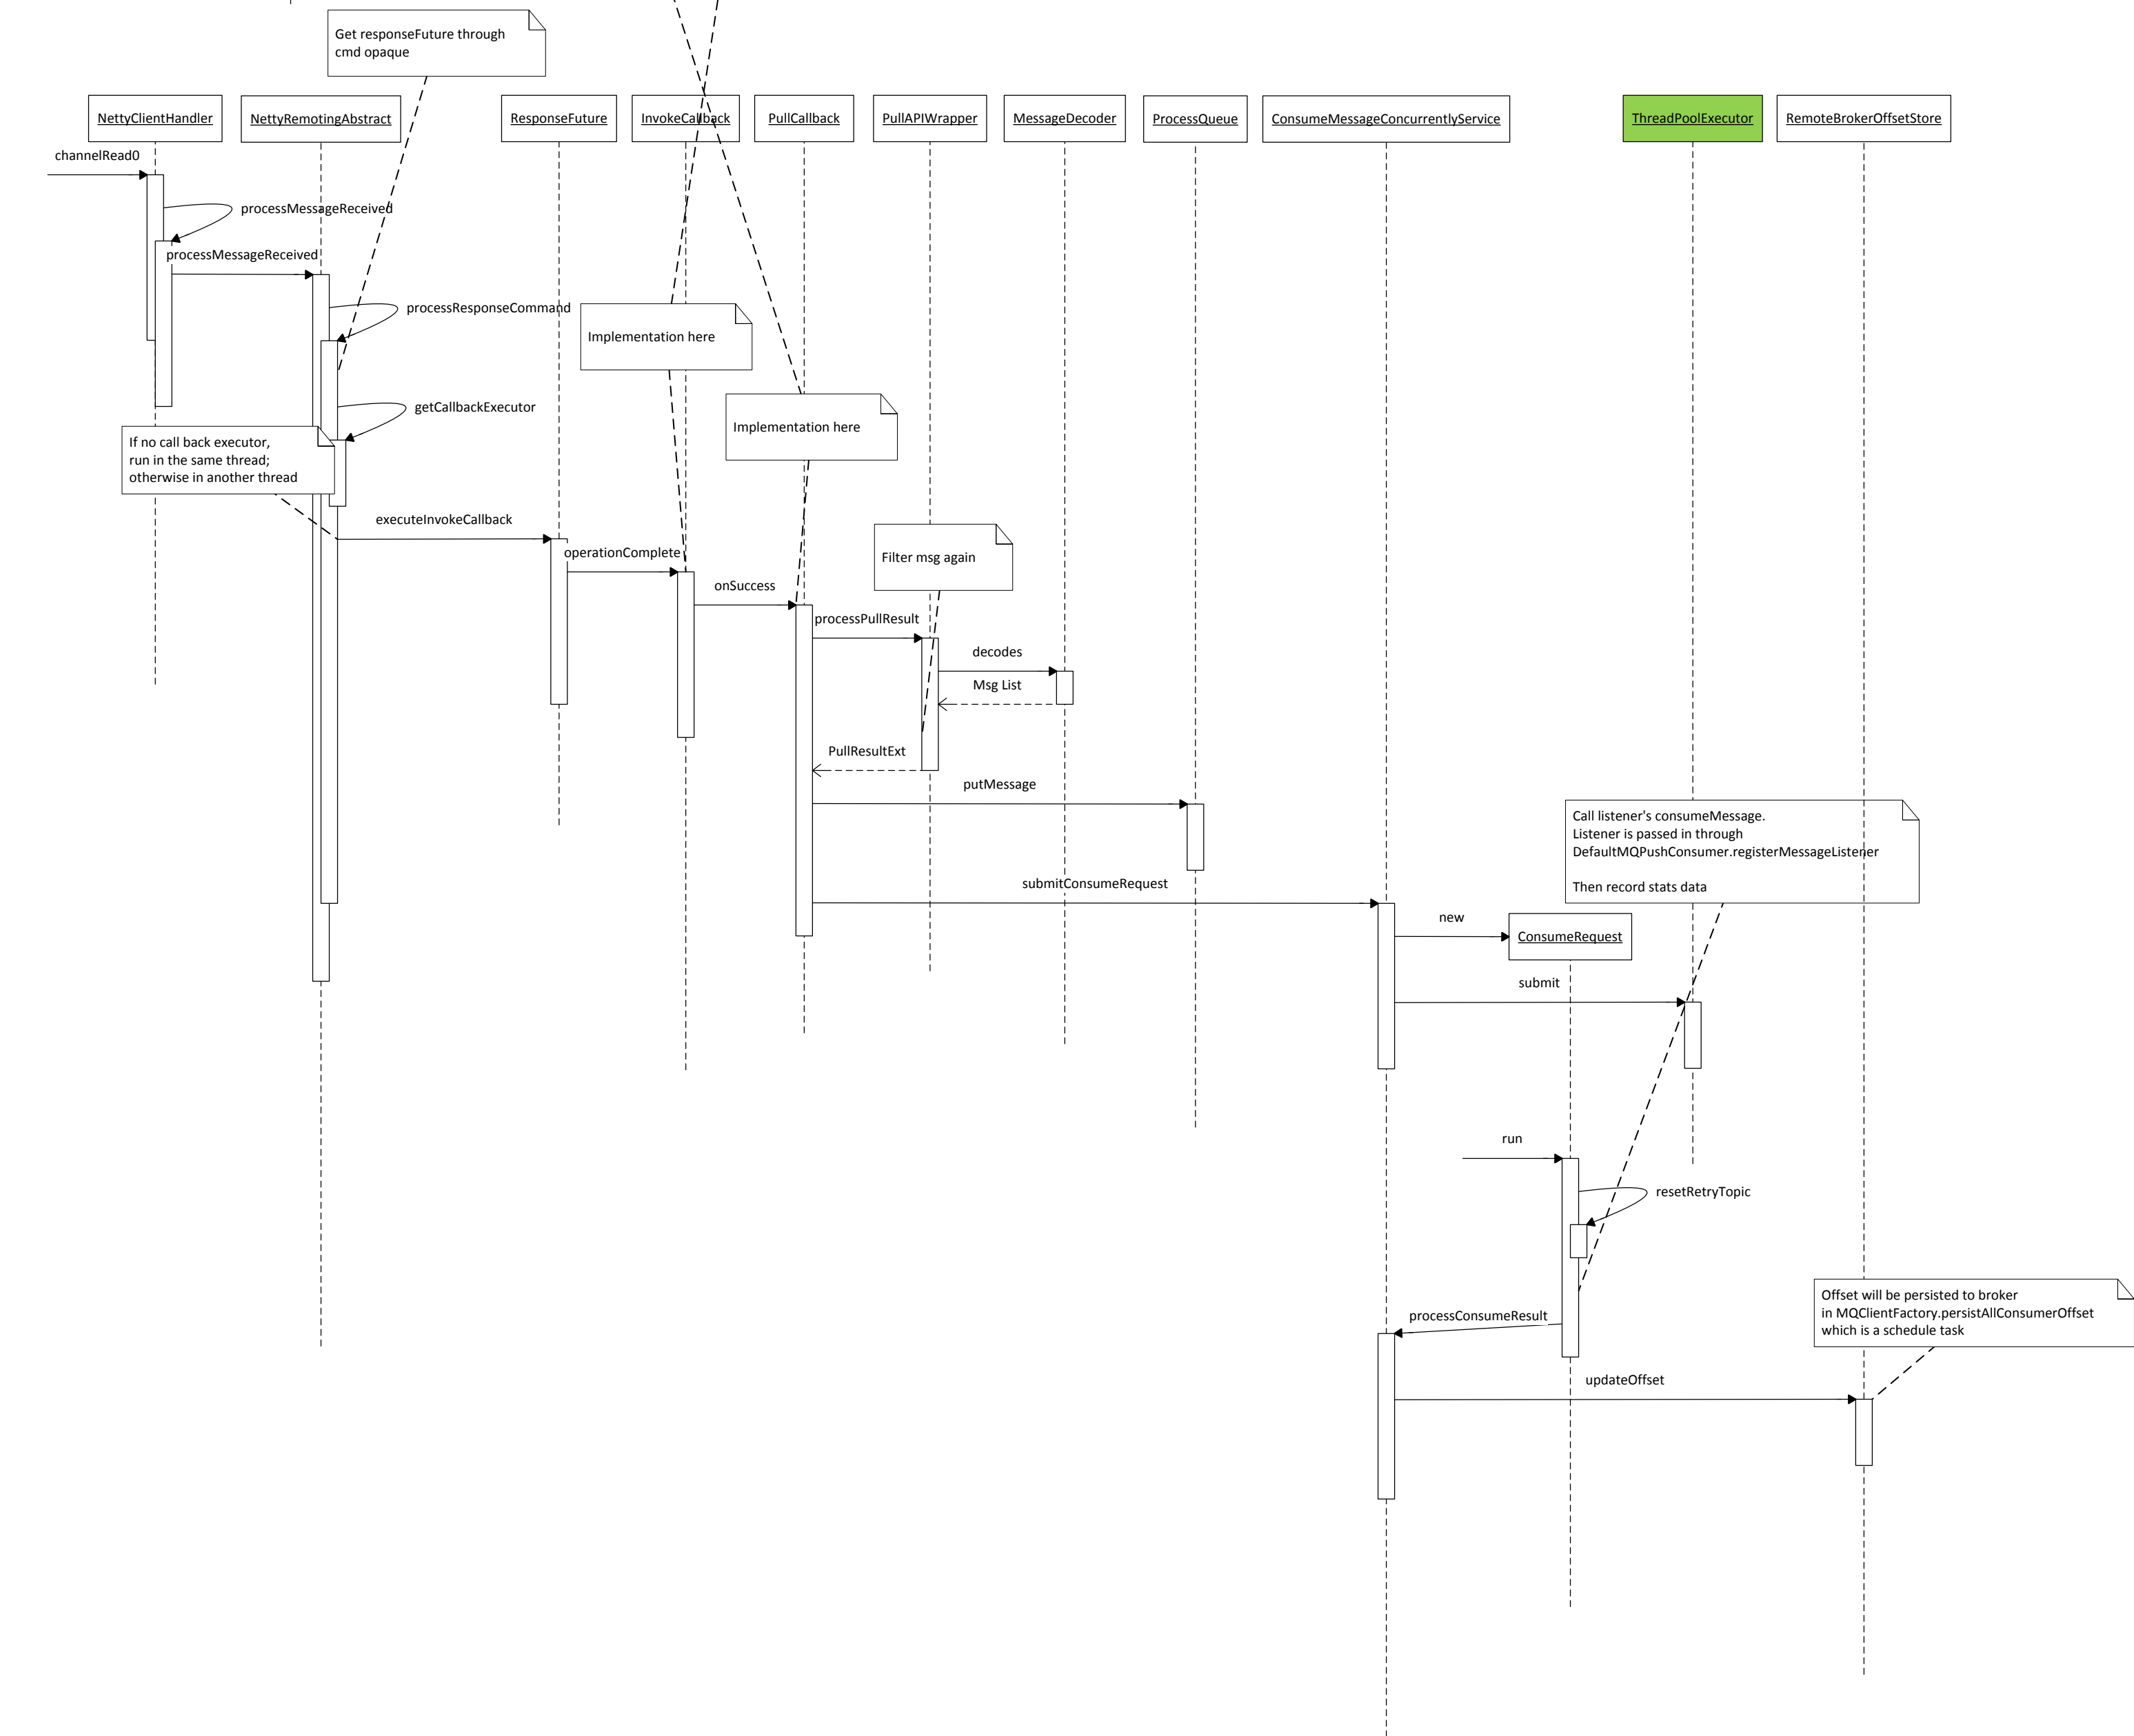 Get responseFuture through
cmd opaque
NettyClientHandler
NettyRemotingAbstract
ResponseFuture
InvokeCallback
PullCallback
PullAPIWrapper
MessageDecoder
ProcessQueue
ConsumeMessageConcurrentlyService
ThreadPoolExecutor
RemoteBrokerOffsetStore
channelRead0
processMessageReceived
processMessageReceived
processResponseCommand
Implementation here
getCallbackExecutor
Implementation here
If no call back executor,
run in the same thread;
otherwise in another thread
executeInvokeCallback
operationComplete
Filter msg again
onSuccess
processPullResult
decodes
Msg List
PullResultExt
putMessage
Call listener's consumeMessage.
Listener is passed in through
DefaultMQPushConsumer.registerMessageListener
Then record stats data
submitConsumeRequest
new
ConsumeRequest
submit
run
resetRetryTopic
Offset will be persisted to broker
in MQClientFactory.persistAllConsumerOffset
which is a schedule task
processConsumeResult
updateOffset